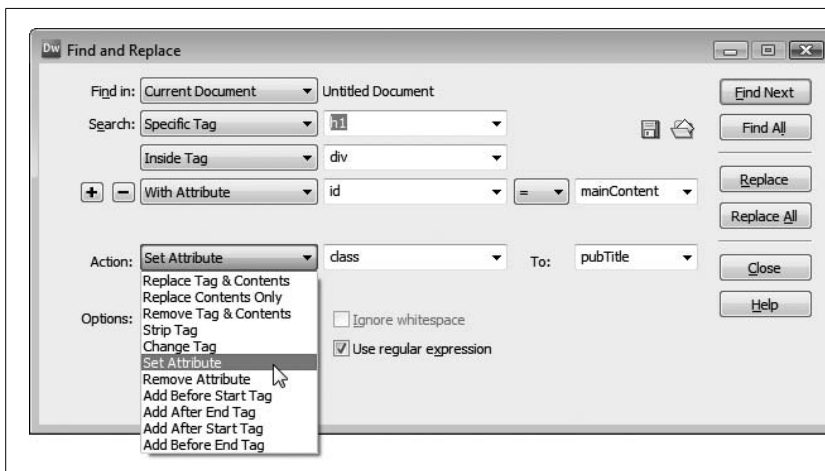 Dw Find and Replace
Find in: Current Document Untitled Document Find Next
Search: Specific Tag h1 Find All
Inside Tag div
+ − With Attribute id = mainContent Replace
Replace All
Action: Set Attribute class To: pubTitle Close
Replace Tag & Contents
Replace Contents Only Help
Remove Tag & Contents
Options: Ignore whitespace
Strip Tag
Change Tag Use regular expression
Set Attribute
Remove Attribute
Add Before Start Tag
Add After End Tag
Add After Start Tag
Add Before End Tag